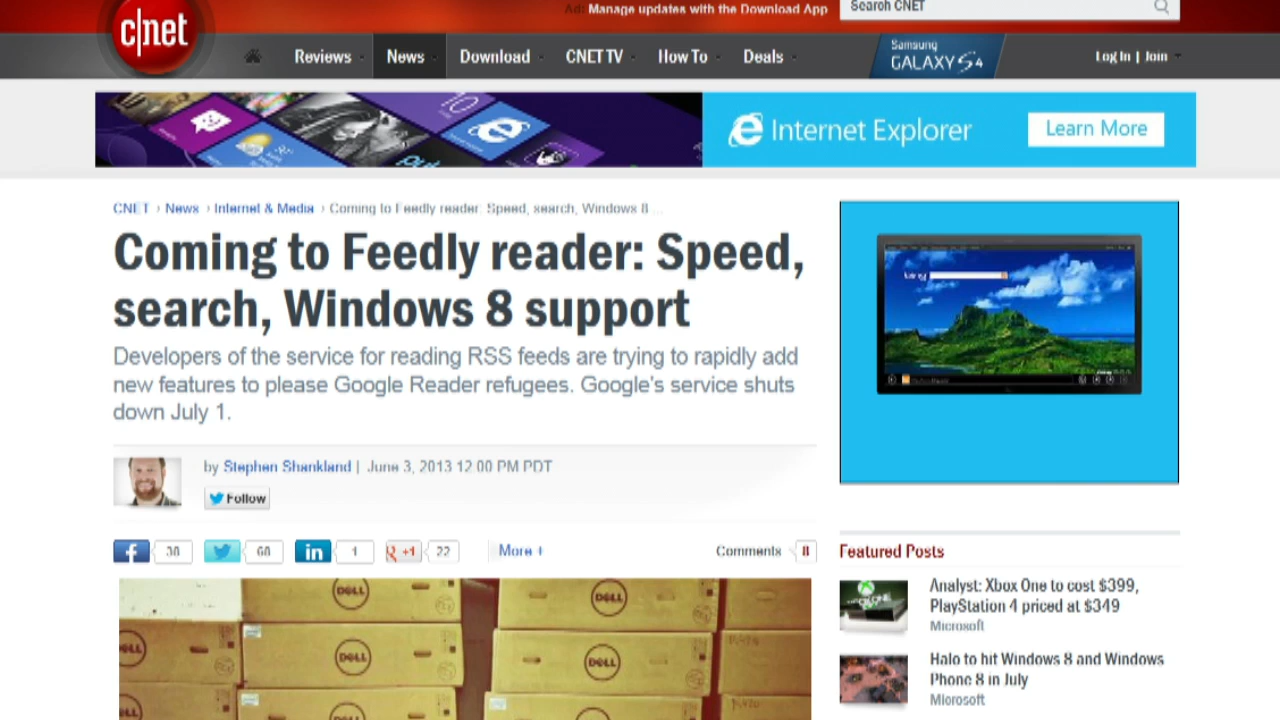 Ad: Manage updates with the Download App
Search CNET
c|net
Reviews
News
Download
CNET TV
How To
Deals
Samsung
GALAXY S4
Log In | Join
Internet Explorer
Learn More
CNET › News › Internet & Media › Coming to Feedly reader: Speed, search, Windows 8 ...
Coming to Feedly reader: Speed,
search, Windows 8 support
Developers of the service for reading RSS feeds are trying to rapidly add
new features to please Google Reader refugees. Google's service shuts
down July 1.
by Stephen Shankland | June 3, 2013 12:00 PM PDT
Follow
38
68
in
1
+1
22
More +
Comments 8
Featured Posts
Analyst: Xbox One to cost $399,
PlayStation 4 priced at $349
Microsoft
Halo to hit Windows 8 and Windows
Phone 8 in July
Microsoft
DELL
DELL
DELL
DELL